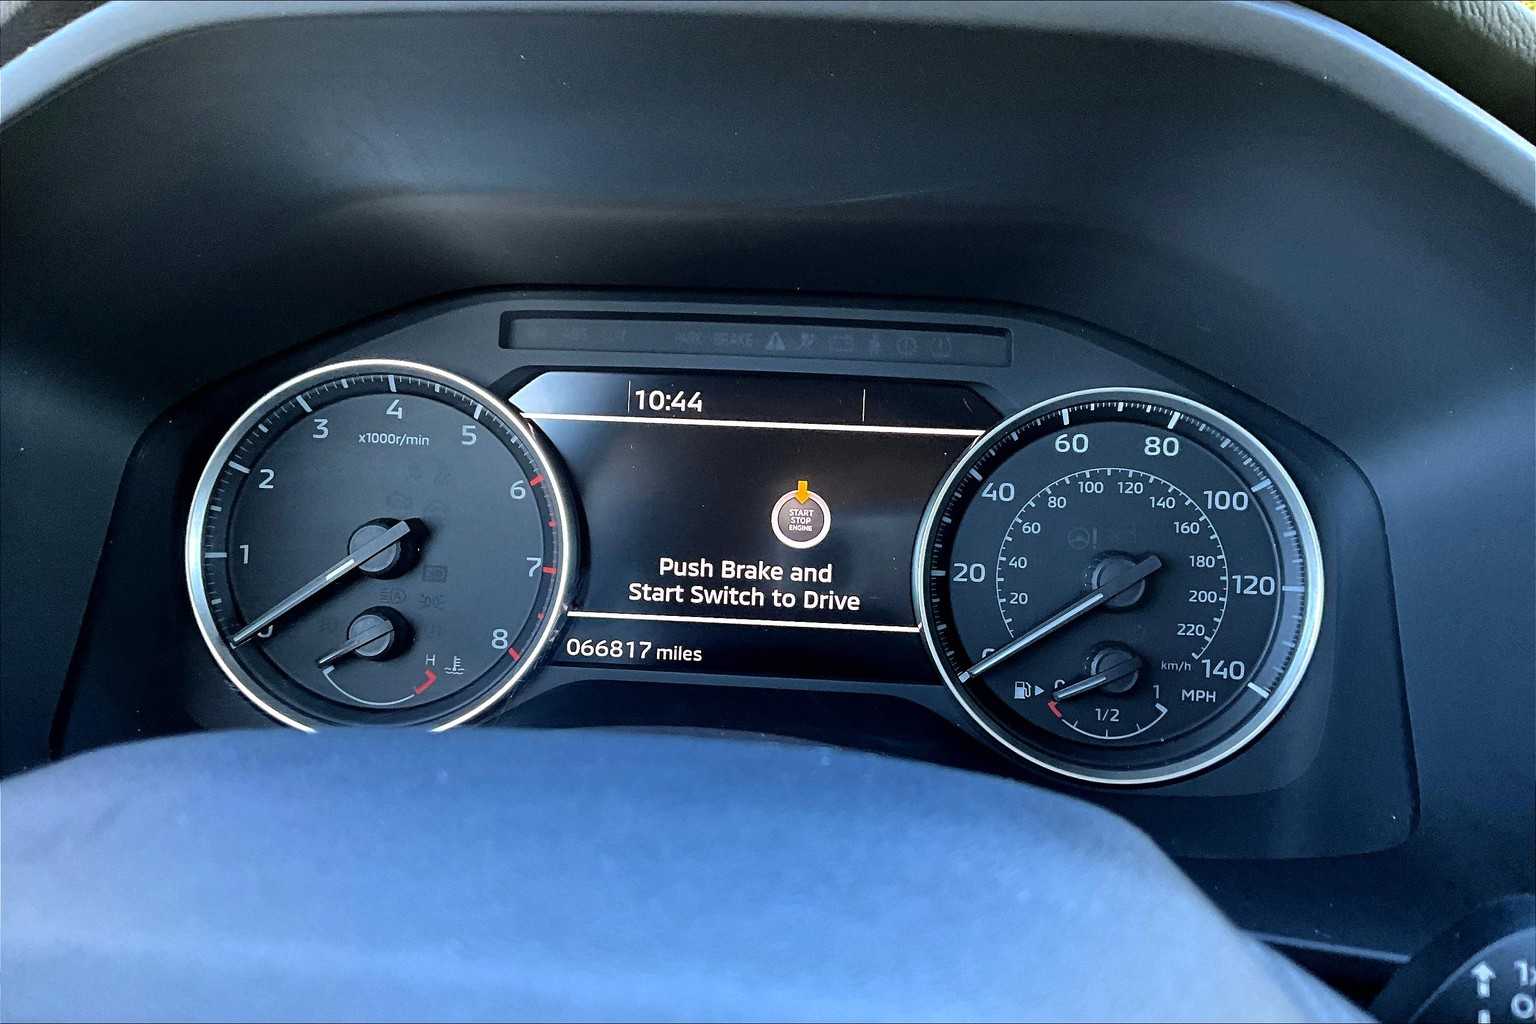 BRAKE
10:44
START
STOP
ENGINE
Push Brake and
Start Switch to Drive
066817 miles
1
2
3
4
5
6
7
8
x1000r/min
H
20
40
60
80
100
120
140
MPH
20
40
60
80
100
120
140
160
180
200
220
km/h
0
1/2
1